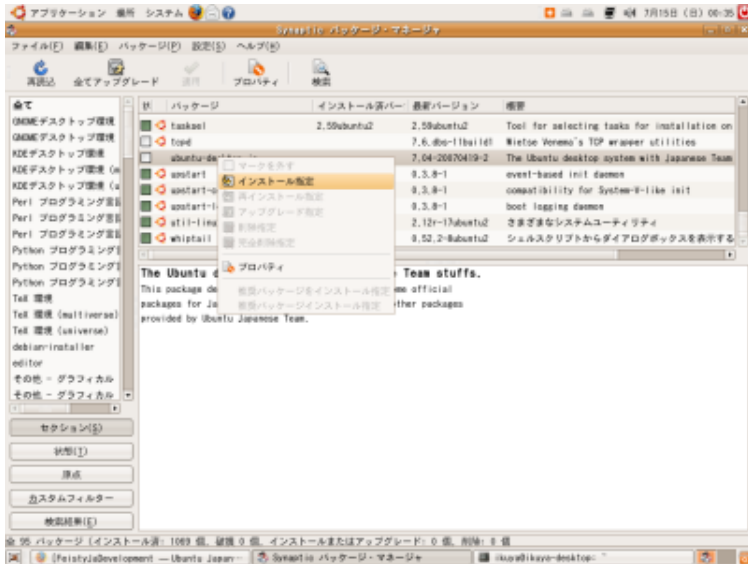 アプリケーション 場所 システム 7月15日 (日) 00:35
Synaptic パッケージ・マネージャ
ファイル(F) 編集(E) パッケージ(P) 設定(S) ヘルプ(H)
再読込 全てアップグレード 適用 プロパティ 検索
全て
GNOMEデスクトップ環境
GNOMEデスクトップ環境
KDEデスクトップ環境
KDEデスクトップ環境 (m
KDEデスクトップ環境 (u
Perl プログラミング言語
Perl プログラミング言語
Perl プログラミング言語
Python プログラミング
Python プログラミング
Python プログラミング
TeX 環境
TeX 環境 (multiverse)
TeX 環境 (universe)
debian-installer
editor
その他 - グラフィカル
その他 - グラフィカル
セクション(S)
状態(T)
原点
カスタムフィルター
検索結果(E)
状 パッケージ インストール済バー 最新バージョン 概要
tasksel 2.59ubuntu2 2.59ubuntu2 Tool for selecting tasks for installation on
tcpd 7.6.dbs-11build1 Wietse Venema's TCP wrapper utilities
ubuntu-desktop-ja 7.04-20070419-2 The Ubuntu desktop system with Japanese Team
upstart 0.3.8-1 event-based init daemon
upstart-c 0.3.8-1 compatibility for System-V-like init
upstart-l 0.3.8-1 boot logging daemon
util-linu 2.12r-17ubuntu2 さまざまなシステムユーティリティ
whiptail 0.52.2-8ubuntu2 シェルスクリプトからダイアログボックスを表示する
マークを外す
インストール指定
再インストール指定
アップグレード指定
削除指定
完全削除指定
プロパティ
推奨パッケージをインストール指定
提案パッケージインストール指定
The Ubuntu d Team stuffs.
This package de me official
packages for Ja ther packages
provided by Ubuntu Japanese Team.
全 95 パッケージ (インストール済: 1089 個、破損 0 個、インストールまたはアップグレード: 0 個、削除: 0 個
[FeistyJaDevelopment — Ubuntu Japan… Synaptic パッケージ・マネージャ ikuya@ikuya-desktop: ~